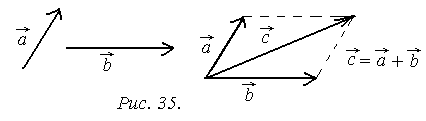 a⃗
b⃗
a⃗
c⃗
b⃗
c⃗ = a⃗ + b⃗
Рис. 35.